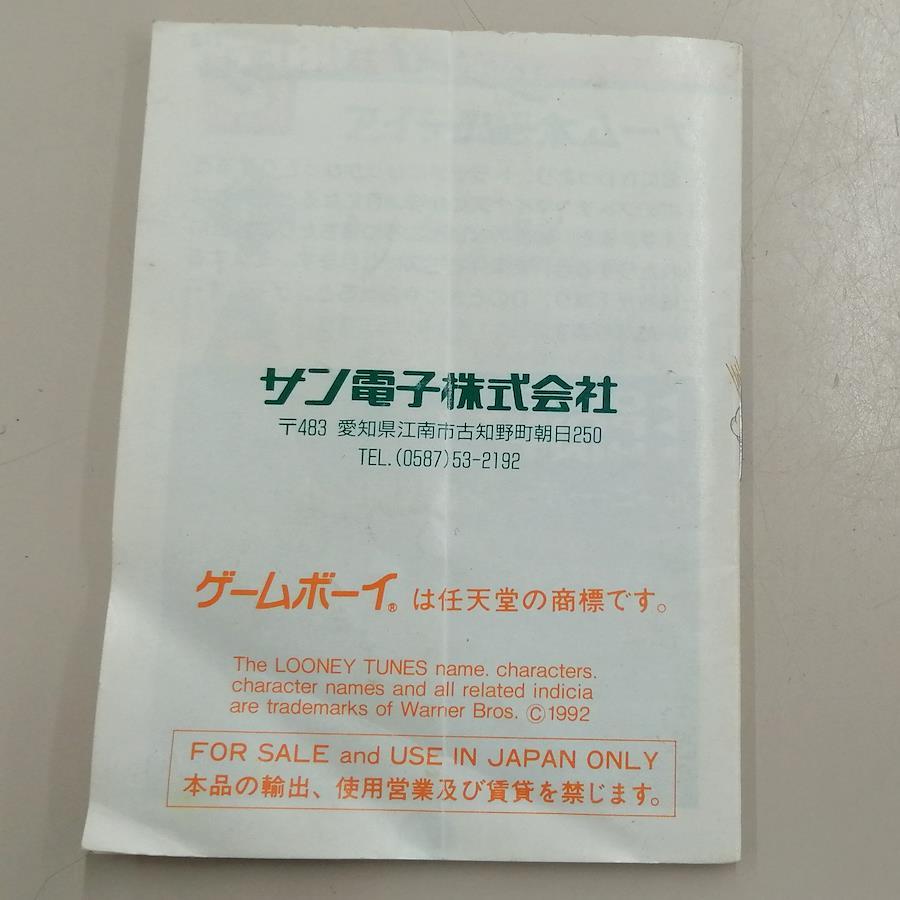 サン電子株式会社
〒483 愛知県江南市古知野町朝日250
TEL.(0587)53-2192
ゲームボーイ® は任天堂の商標です。
The LOONEY TUNES name. characters.
character names and all related indicia
are trademarks of Warner Bros. ©1992
FOR SALE and USE IN JAPAN ONLY
本品の輸出、使用営業及び賃貸を禁じます。